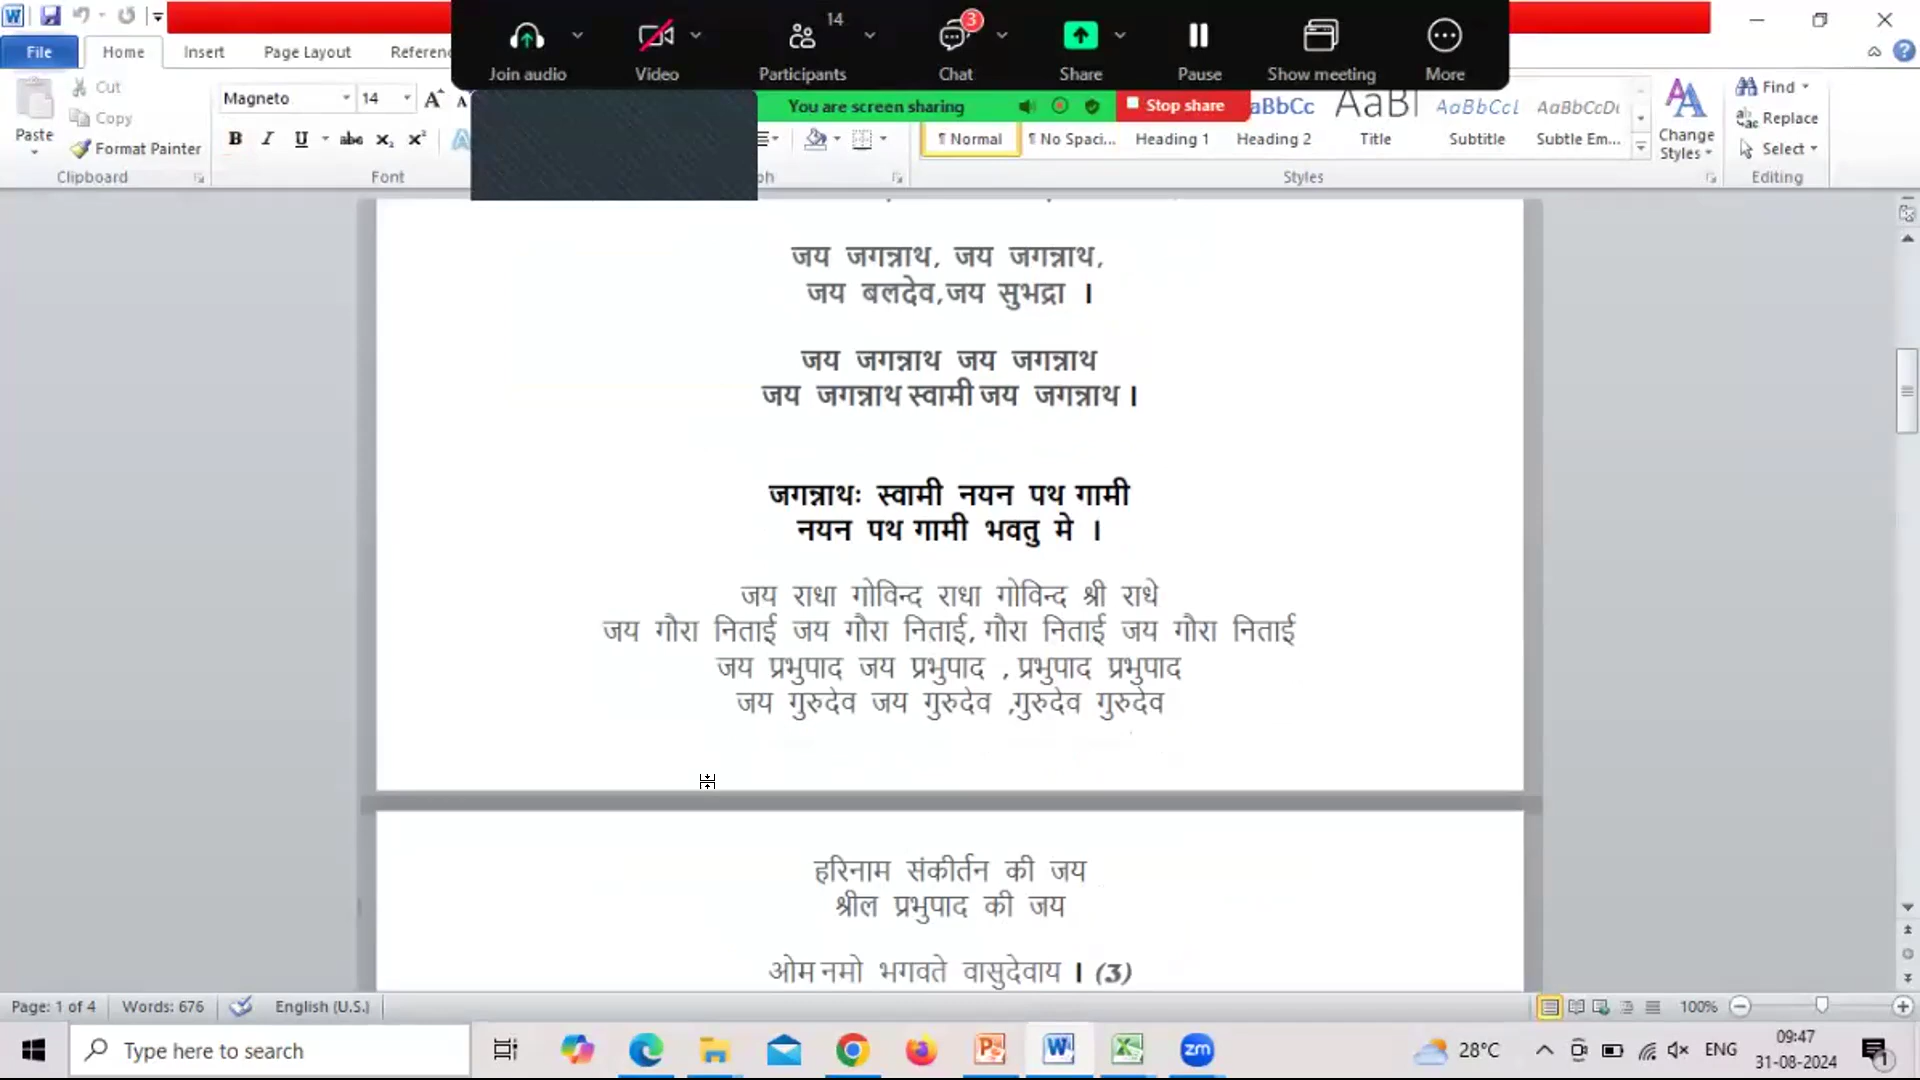 14
3
Join audio
Video
Participants
Chat
Share
Pause
Show meeting
More
File
Home
Insert
Page Layout
Cut
Copy
Paste
Format Painter
Clipboard
Magneto
14
Font
You are screen sharing
Stop share
AaBbCcL
AaBbCcDc
¶ Normal
¶ No Spaci...
Heading 1
Heading 2
Title
Subtitle
Subtle Em...
Styles
Change
Styles
Find
Replace
Select
Editing
जय जगन्नाथ, जय जगन्नाथ,
जय बलदेव,जय सुभद्रा ।
जय जगन्नाथ जय जगन्नाथ
जय जगन्नाथ स्वामी जय जगन्नाथ ।
जगन्नाथः स्वामी नयन पथ गामी
नयन पथ गामी भवतु मे ।
जय राधा गोविन्द राधा गोविन्द श्री राधे
जय गौरा निताई जय गौरा निताई, गौरा निताई जय गौरा निताई
जय प्रभुपाद जय प्रभुपाद , प्रभुपाद प्रभुपाद
जय गुरुदेव जय गुरुदेव ,गुरुदेव गुरुदेव
हरिनाम संकीर्तन की जय
श्रील प्रभुपाद की जय
ओम नमो भगवते वासुदेवाय । (3)
Page: 1 of 4
Words: 676
English (U.S.)
100%
Type here to search
28°C
ENG
09:47
31-08-2024